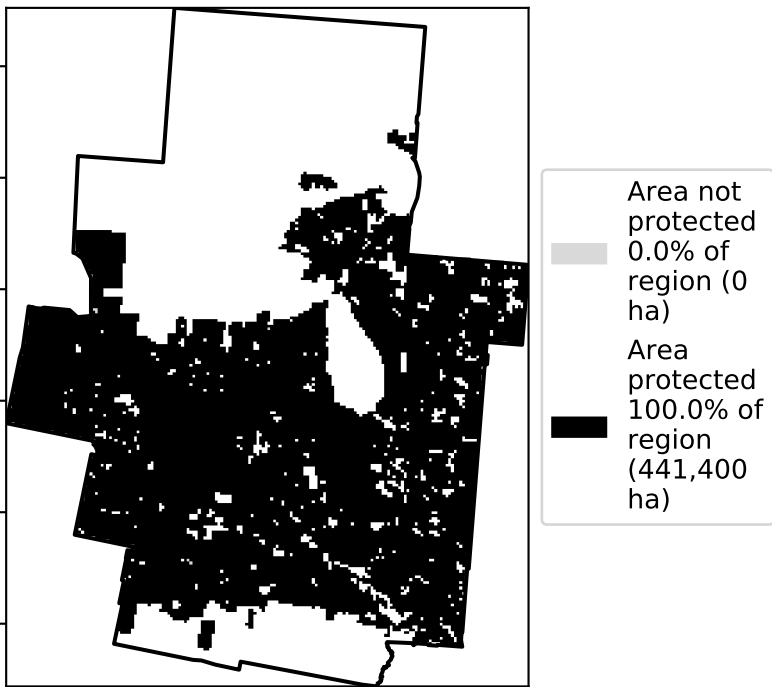 Area not
protected
0.0% of
region (0
ha)
Area
protected
100.0% of
region
(441,400
ha)